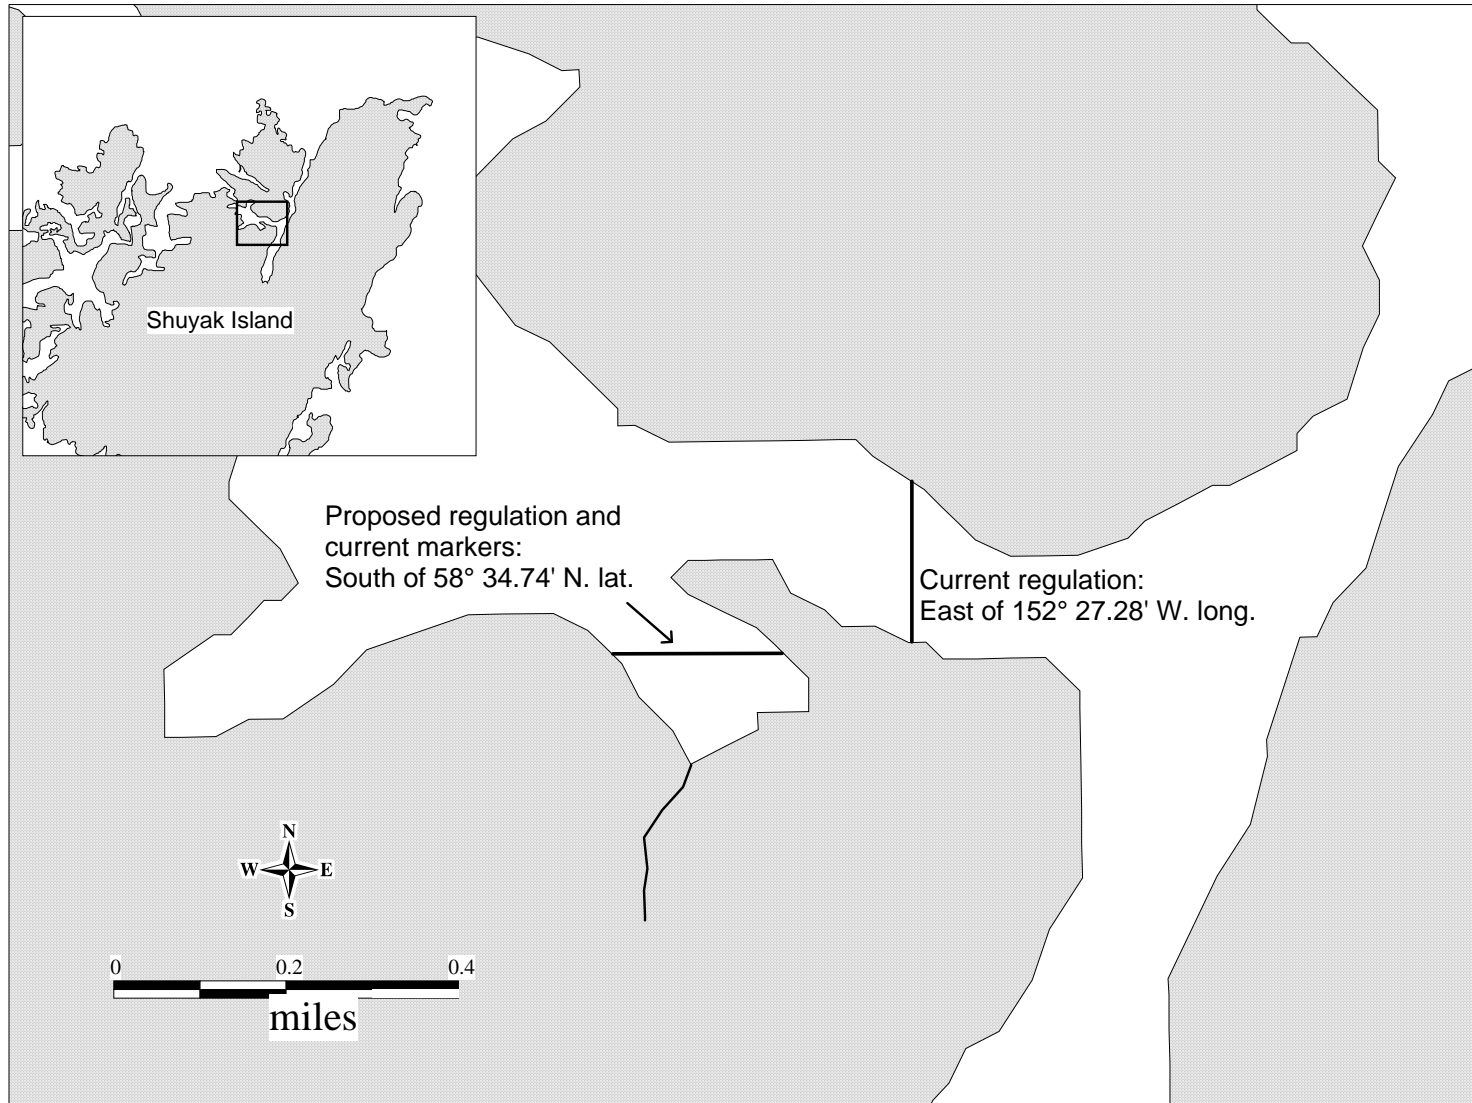 Shuyak Island
Proposed regulation and
current markers:
South of 58° 34.74' N. lat.
Current regulation:
East of 152° 27.28' W. long.
N
W E
S
0 0.2 0.4
miles